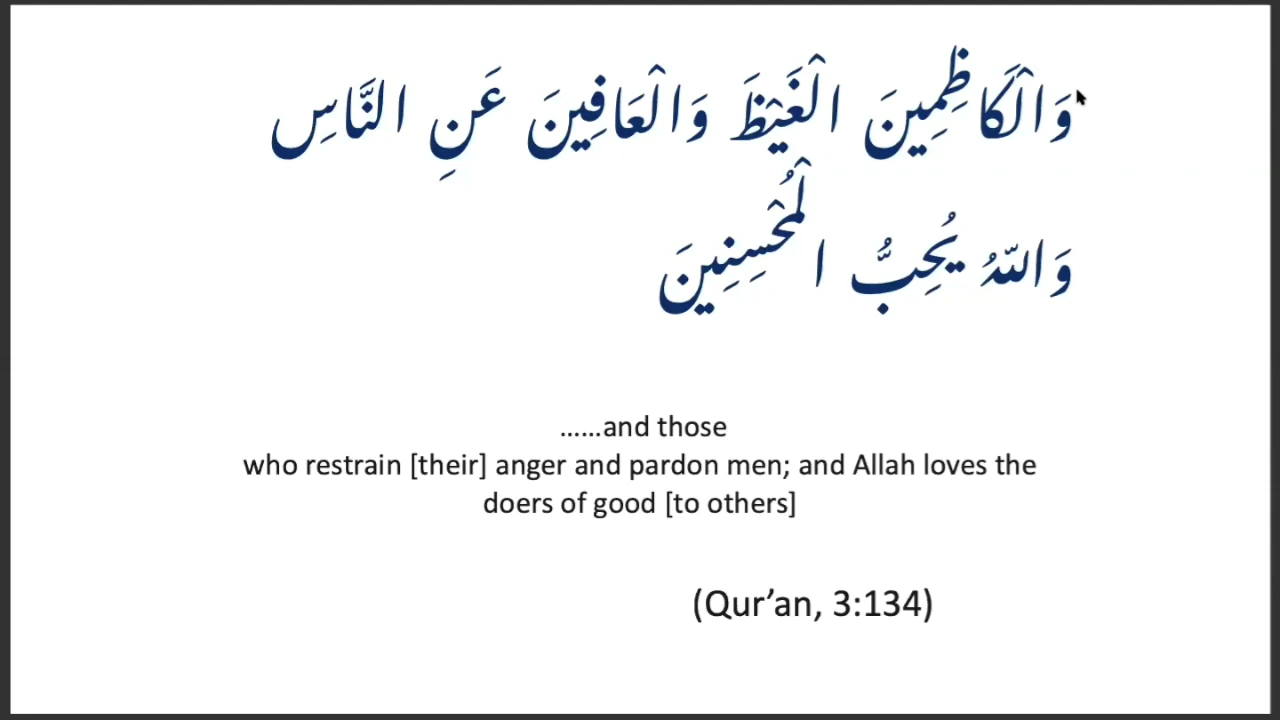 وَالْكَاظِمِينَ الْغَيْظَ وَالْعَافِينَ عَنِ النَّاسِ
وَاللّهُ يُحِبُّ الْمُحْسِنِينَ
......and those
who restrain [their] anger and pardon men; and Allah loves the
doers of good [to others]
(Qur’an, 3:134)